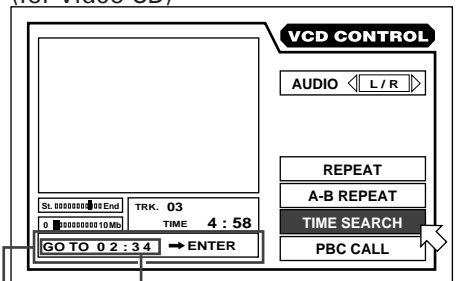 (for Video CD)
VCD CONTROL
AUDIO L / R
REPEAT
A-B REPEAT
St. End TRK. 03
0 10Mb TIME 4 : 58
TIME SEARCH
GO TO 0 2 : 3 4 ➡ ENTER
PBC CALL